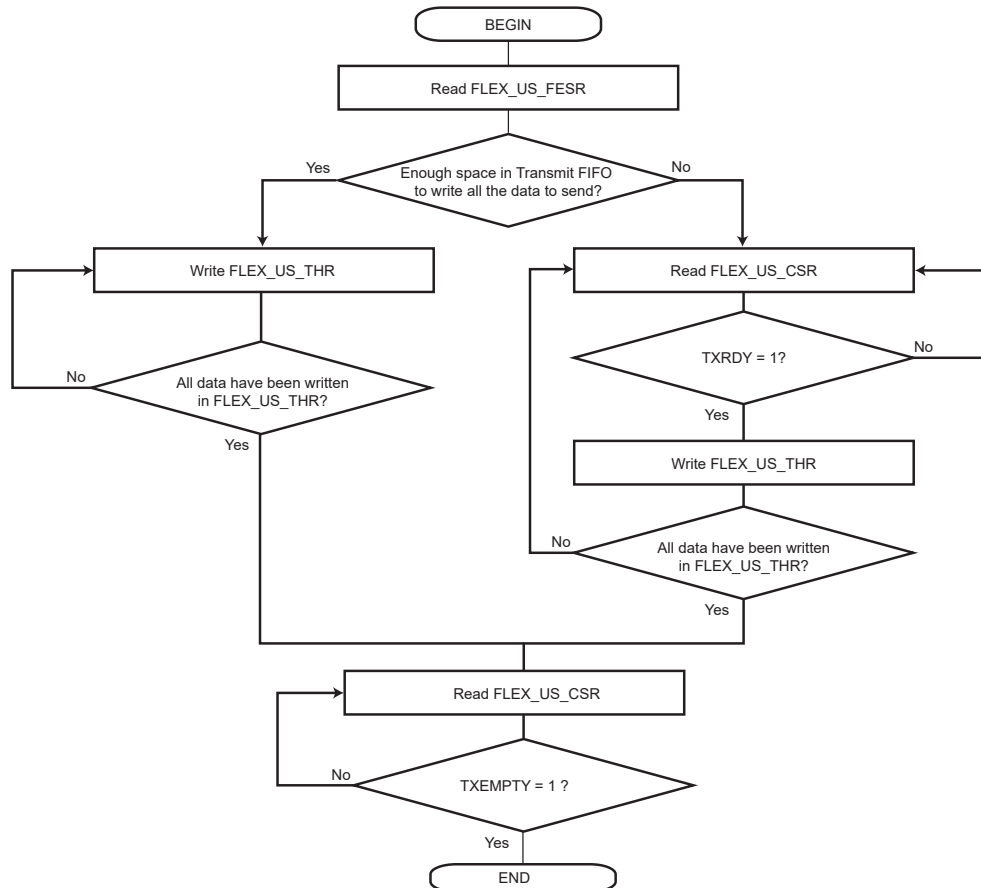 BEGIN
Read FLEX_US_FESR
Yes
Enough space in Transmit FIFO
to write all the data to send?
No
Write FLEX_US_THR
Read FLEX_US_CSR
TXRDY = 1?
No
No
All data have been written
in FLEX_US_THR?
Yes
Yes
Write FLEX_US_THR
No
All data have been written
in FLEX_US_THR?
Yes
Read FLEX_US_CSR
No
TXEMPTY = 1 ?
Yes
END